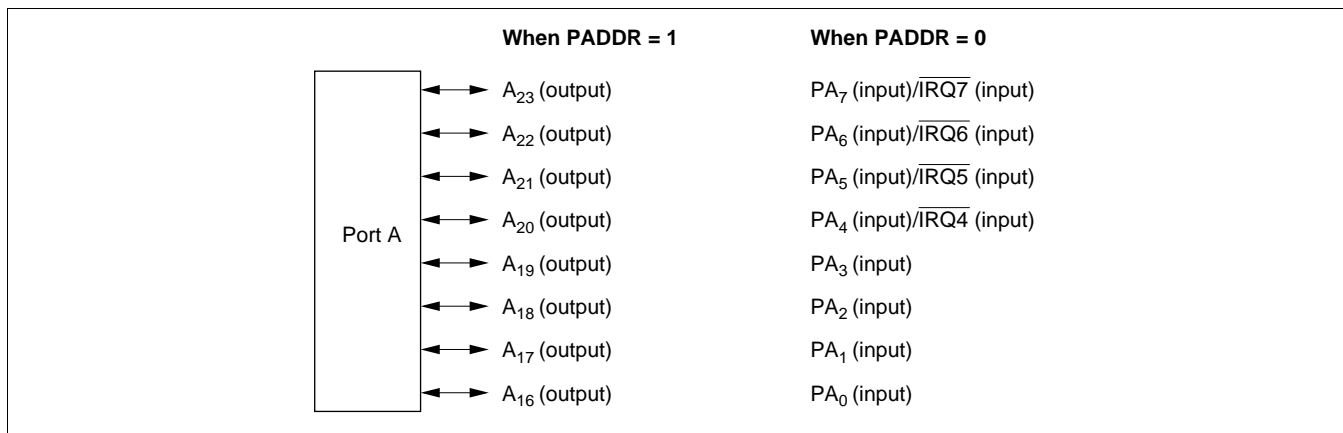 When PADDR = 1 When PADDR = 0
A23 (output) PA7 (input)/IRQ7 (input)
A22 (output) PA6 (input)/IRQ6 (input)
A21 (output) PA5 (input)/IRQ5 (input)
A20 (output) PA4 (input)/IRQ4 (input)
Port A
A19 (output) PA3 (input)
A18 (output) PA2 (input)
A17 (output) PA1 (input)
A16 (output) PA0 (input)